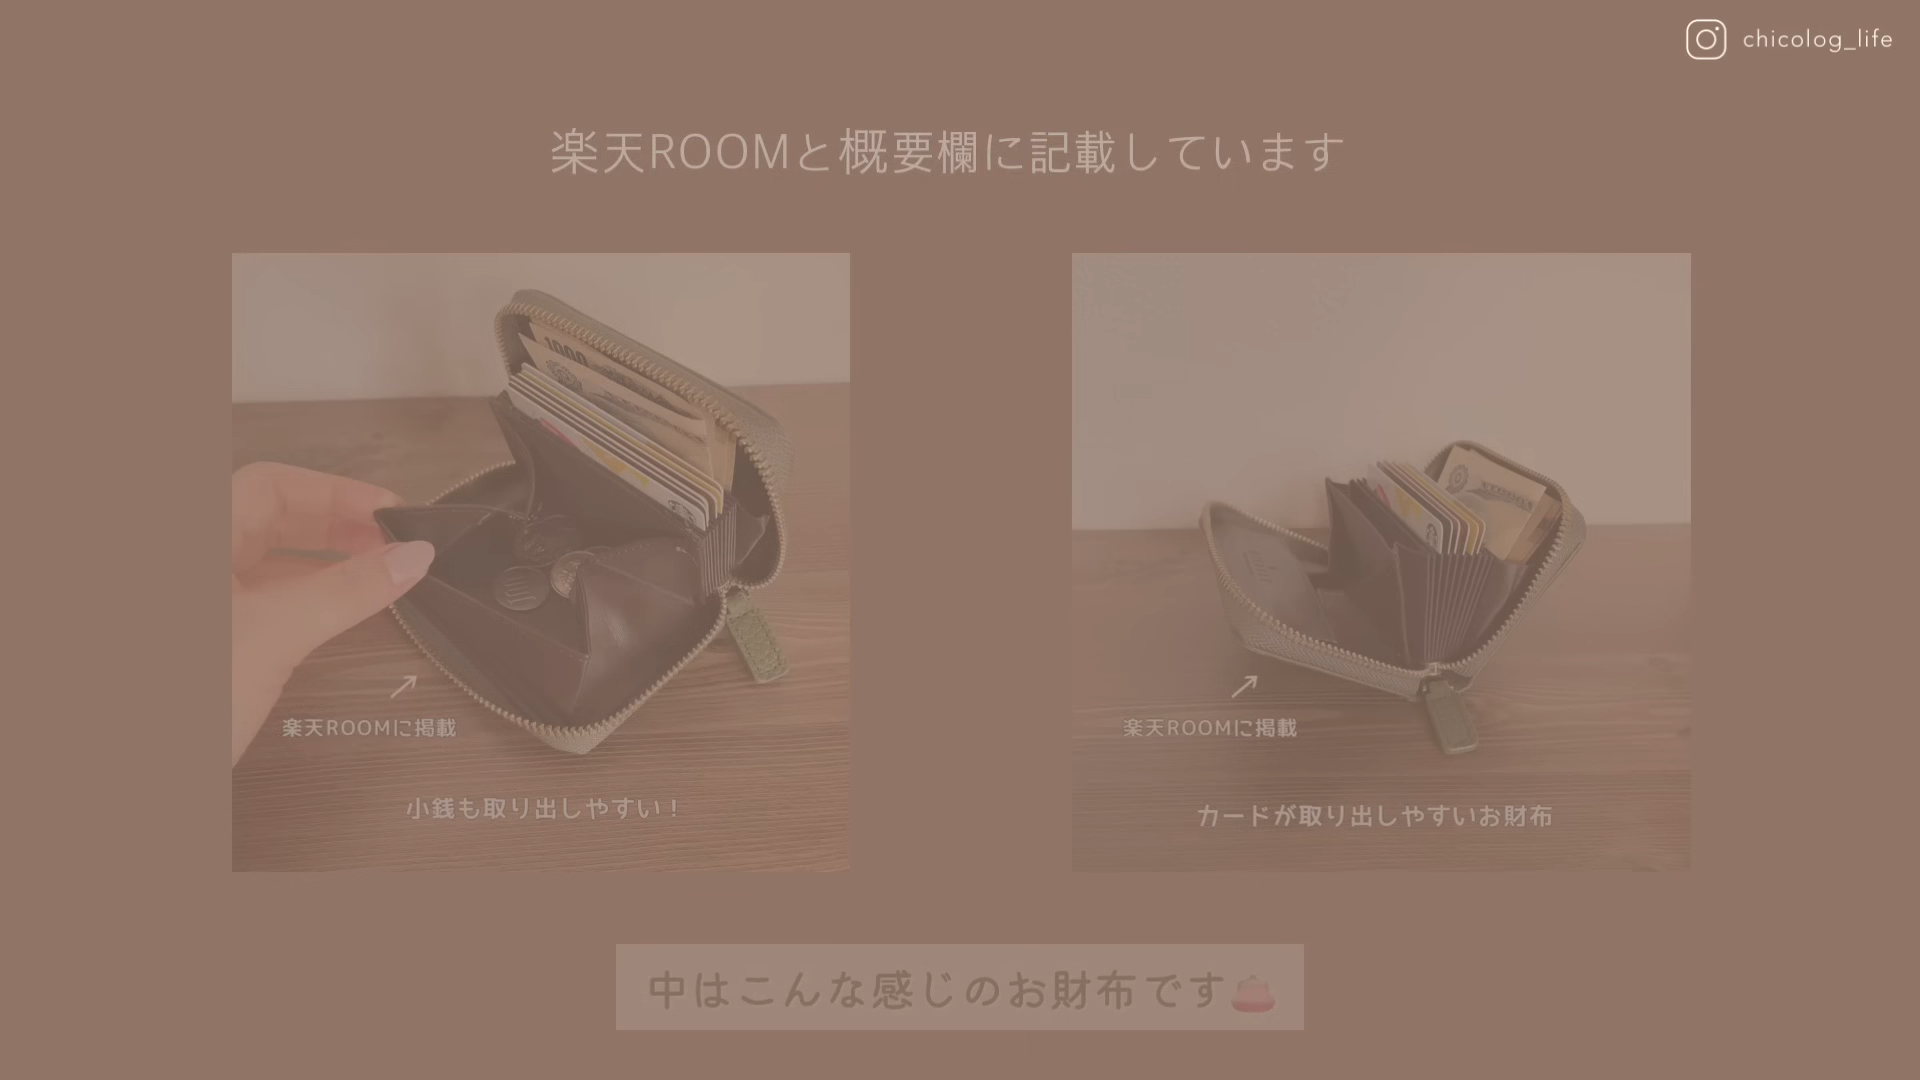 chicolog_life
楽天ROOMと概要欄に記載しています
1000
楽天ROOMに掲載
小銭も取り出しやすい！
楽天ROOMに掲載
カードが取り出しやすいお財布
中はこんな感じのお財布です👛